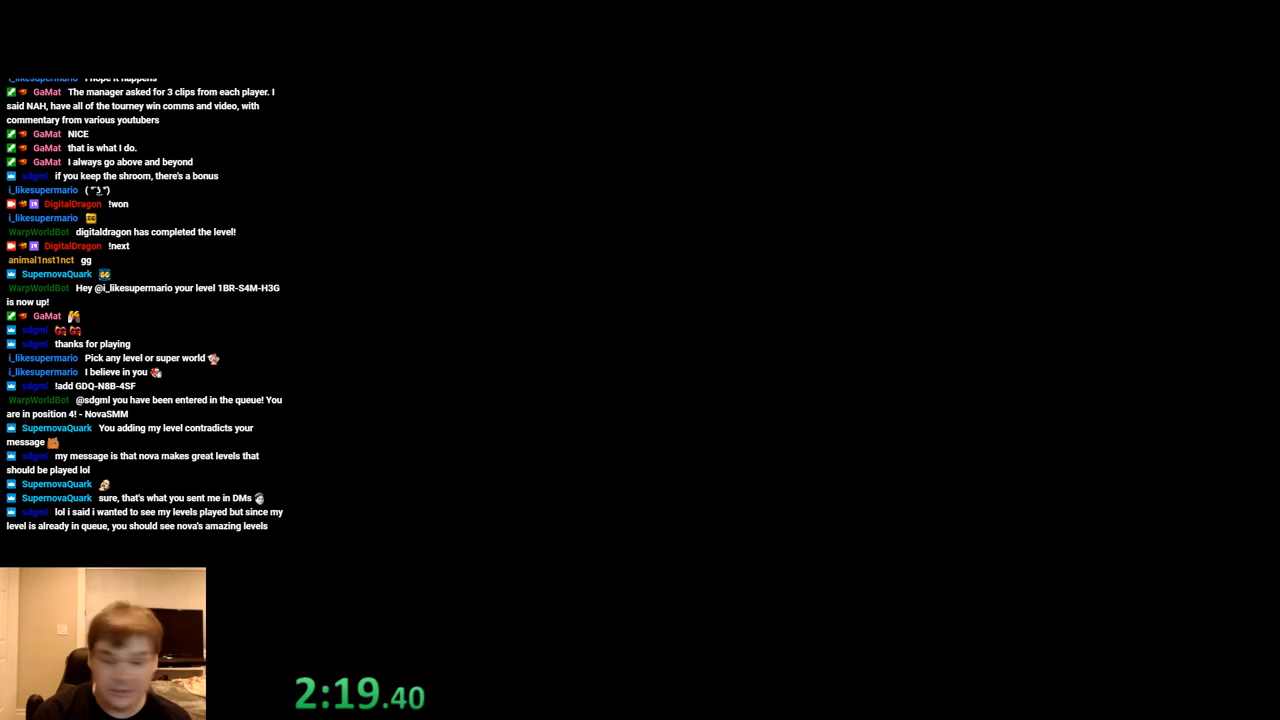 i_likesupermario I hope it happens
GaMat The manager asked for 3 clips from each player. I
said NAH, have all of the tourney win comms and video, with
commentary from various youtubers
GaMat NICE
GaMat that is what I do.
GaMat I always go above and beyond
sdgml if you keep the shroom, there's a bonus
i_likesupermario
DigitalDragon !won
i_likesupermario
WarpWorldBot digitaldragon has completed the level!
DigitalDragon !next
animal1nst1nct gg
SupernovaQuark
WarpWorldBot Hey @i_likesupermario your level 1BR-S4M-H3G
is now up!
GaMat
sdgml
sdgml thanks for playing
i_likesupermario Pick any level or super world
i_likesupermario I believe in you
sdgml !add GDQ-N8B-4SF
WarpWorldBot @sdgml you have been entered in the queue! You
are in position 4! - NovaSMM
SupernovaQuark You adding my level contradicts your
message
sdgml my message is that nova makes great levels that
should be played lol
SupernovaQuark
SupernovaQuark sure, that's what you sent me in DMs
sdgml lol i said i wanted to see my levels played but since my
level is already in queue, you should see nova's amazing levels
2:19.40